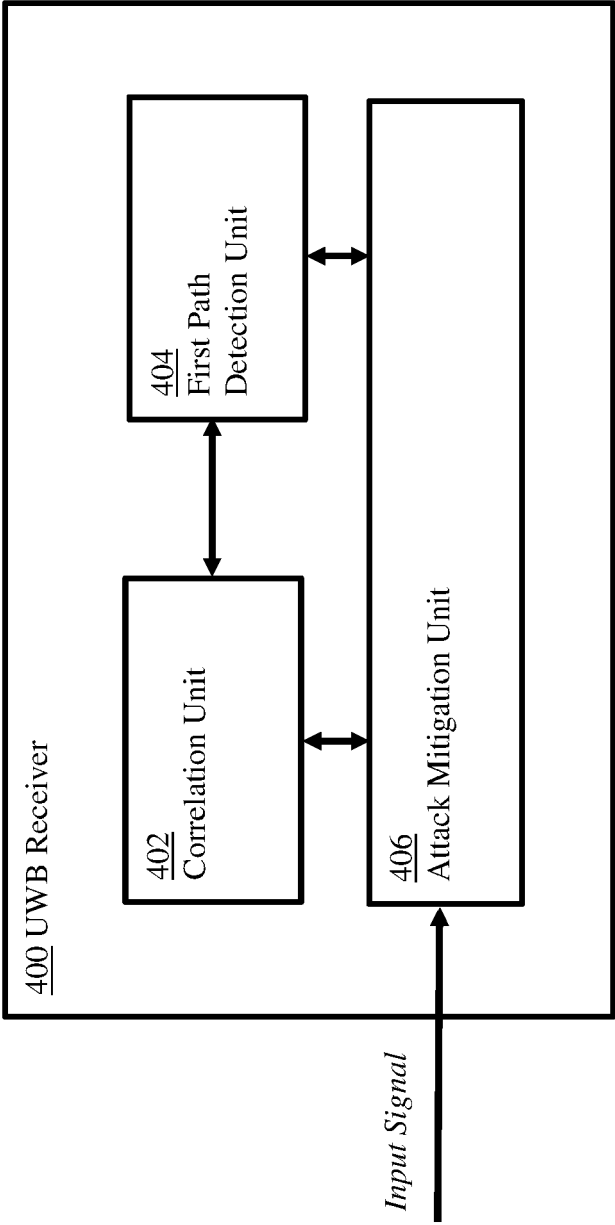 400 UWB Receiver
402
Correlation Unit
404
First Path
Detection Unit
406
Attack Mitigation Unit
Input Signal